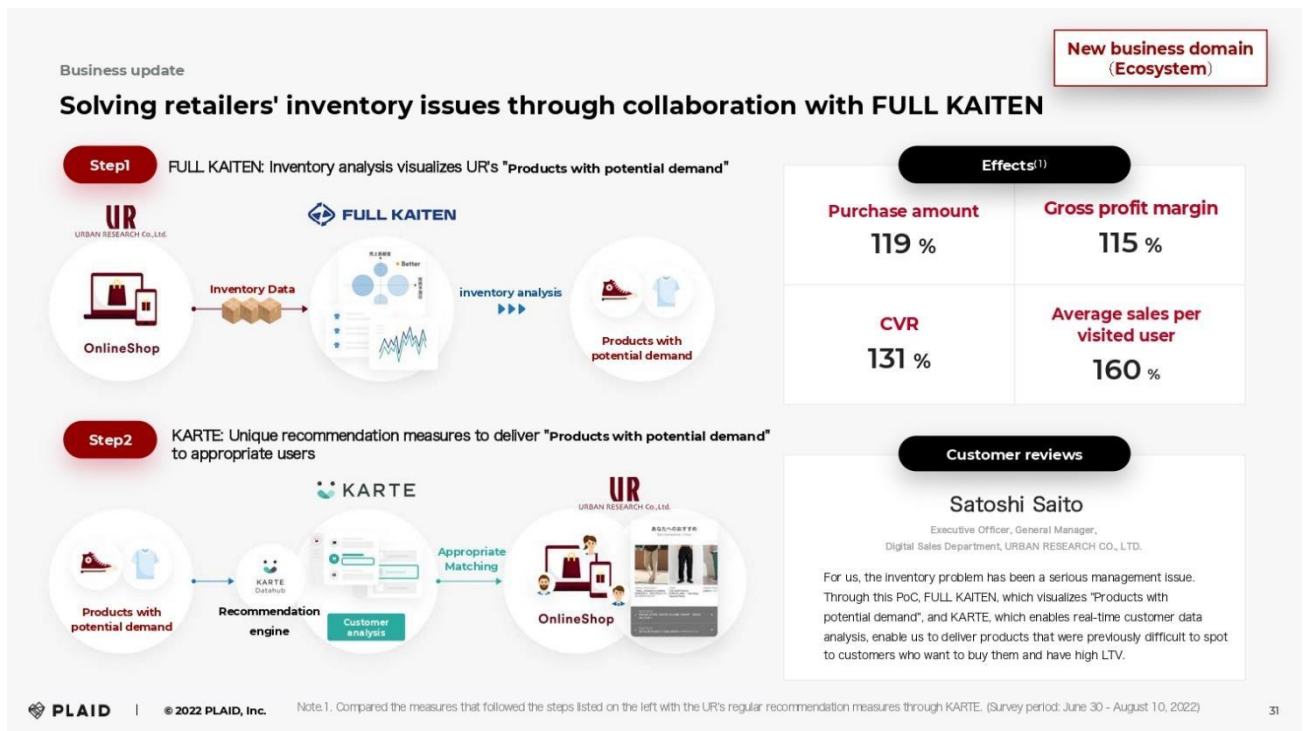 New business domain
(Ecosystem)
Business update
Solving retailers' inventory issues through collaboration with FULL KAITEN
Step1
FULL KAITEN: Inventory analysis visualizes UR's "Products with potential demand"
UR
URBAN RESEARCH Co.,Ltd.
OnlineShop
Inventory Data
FULL KAITEN
Better
inventory analysis
Products with
potential demand
Step2
KARTE: Unique recommendation measures to deliver "Products with potential demand"
to appropriate users
Products with
potential demand
KARTE
Datahub
Recommendation
engine
KARTE
Customer
analysis
Appropriate
Matching
UR
URBAN RESEARCH Co.,Ltd.
OnlineShop
あなたへのおすすめ
Effects(1)
Purchase amount
119 %
Gross profit margin
115 %
CVR
131 %
Average sales per
visited user
160 %
Customer reviews
Satoshi Saito
Executive Officer, General Manager,
Digital Sales Department, URBAN RESEARCH CO., LTD.
For us, the inventory problem has been a serious management issue.
Through this PoC, FULL KAITEN, which visualizes "Products with
potential demand", and KARTE, which enables real-time customer data
analysis, enable us to deliver products that were previously difficult to spot
to customers who want to buy them and have high LTV.
PLAID
© 2022 PLAID, Inc.
Note.1. Compared the measures that followed the steps listed on the left with the UR's regular recommendation measures through KARTE. (Survey period: June 30 - August 10, 2022)
31